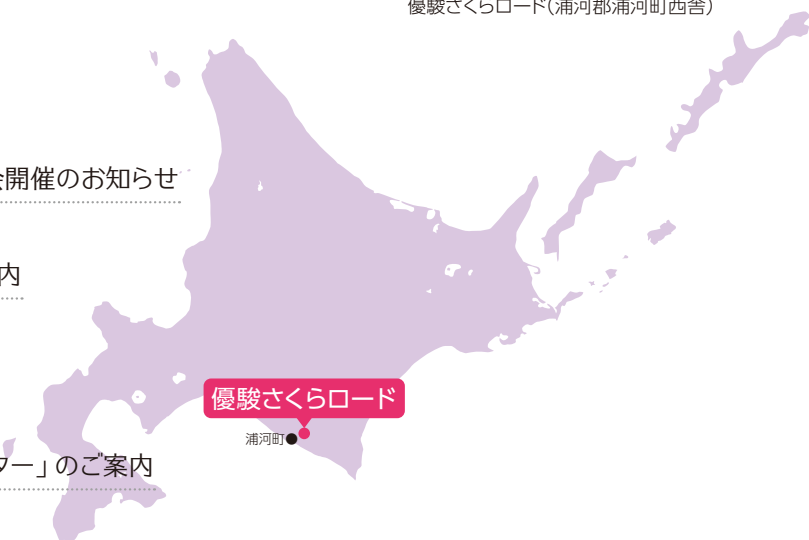 優駿さくらロード(浦河郡浦河町西舎)
開催のお知らせ
内
優駿さくらロード
浦河町
ター」のご案内